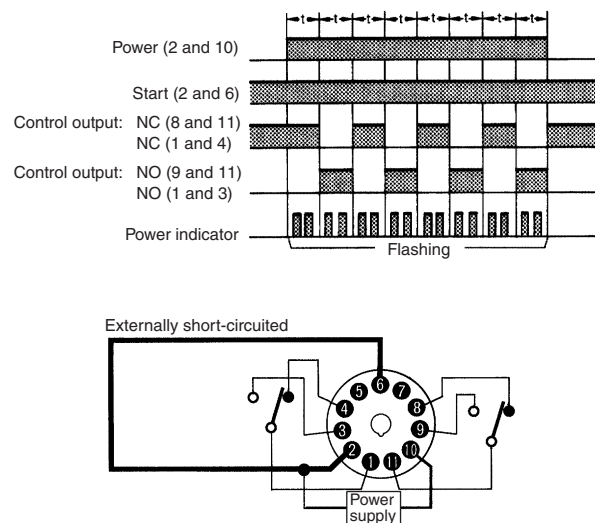 t t t t t t t t
Power (2 and 10)
Start (2 and 6)
Control output: NC (8 and 11)
NC (1 and 4)
Control output: NO (9 and 11)
NO (1 and 3)
Power indicator
Flashing
Externally short-circuited
6
5 7
4 8
3 9
2 10
1 11
Power
supply